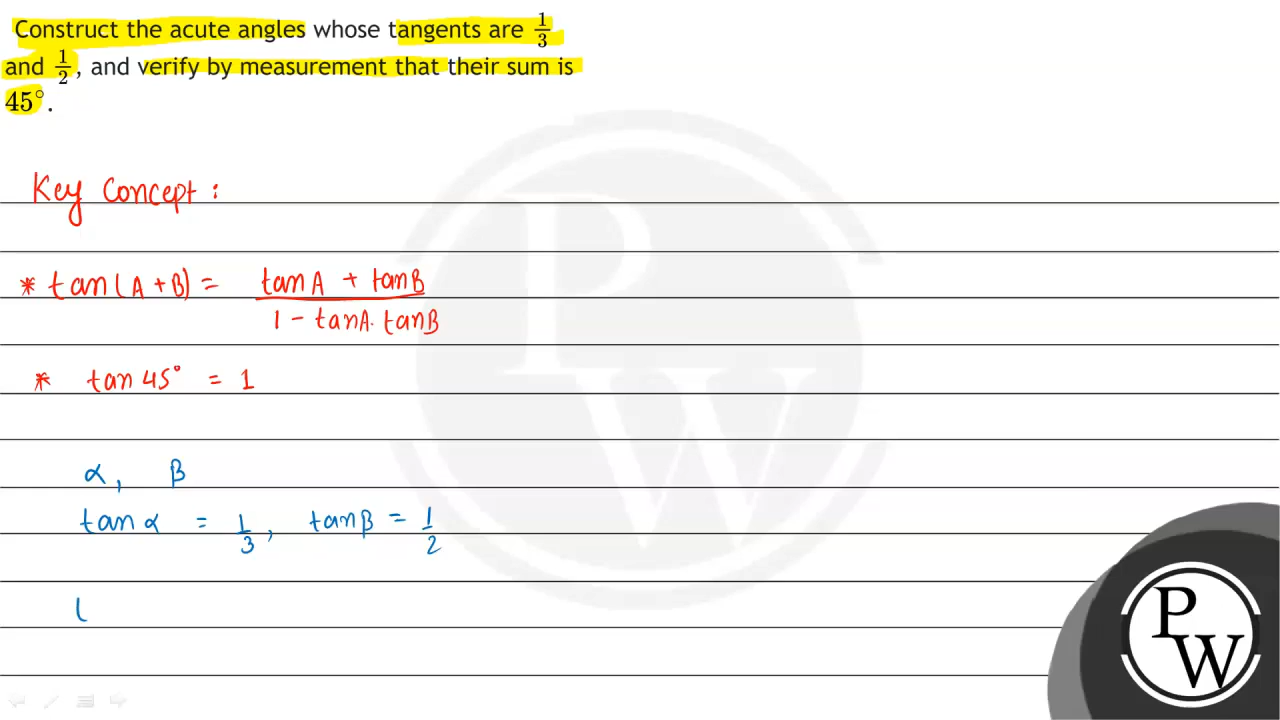 Construct the acute angles whose tangents are 1/3
and 1/2, and verify by measurement that their sum is
45°.
Key Concept :
* tan(A + B) = (tanA + tanB)/(1 - tanA. tanB)
* tan 45° = 1
α, β
tan α = 1/3, tan β = 1/2
(
P
W
P
W